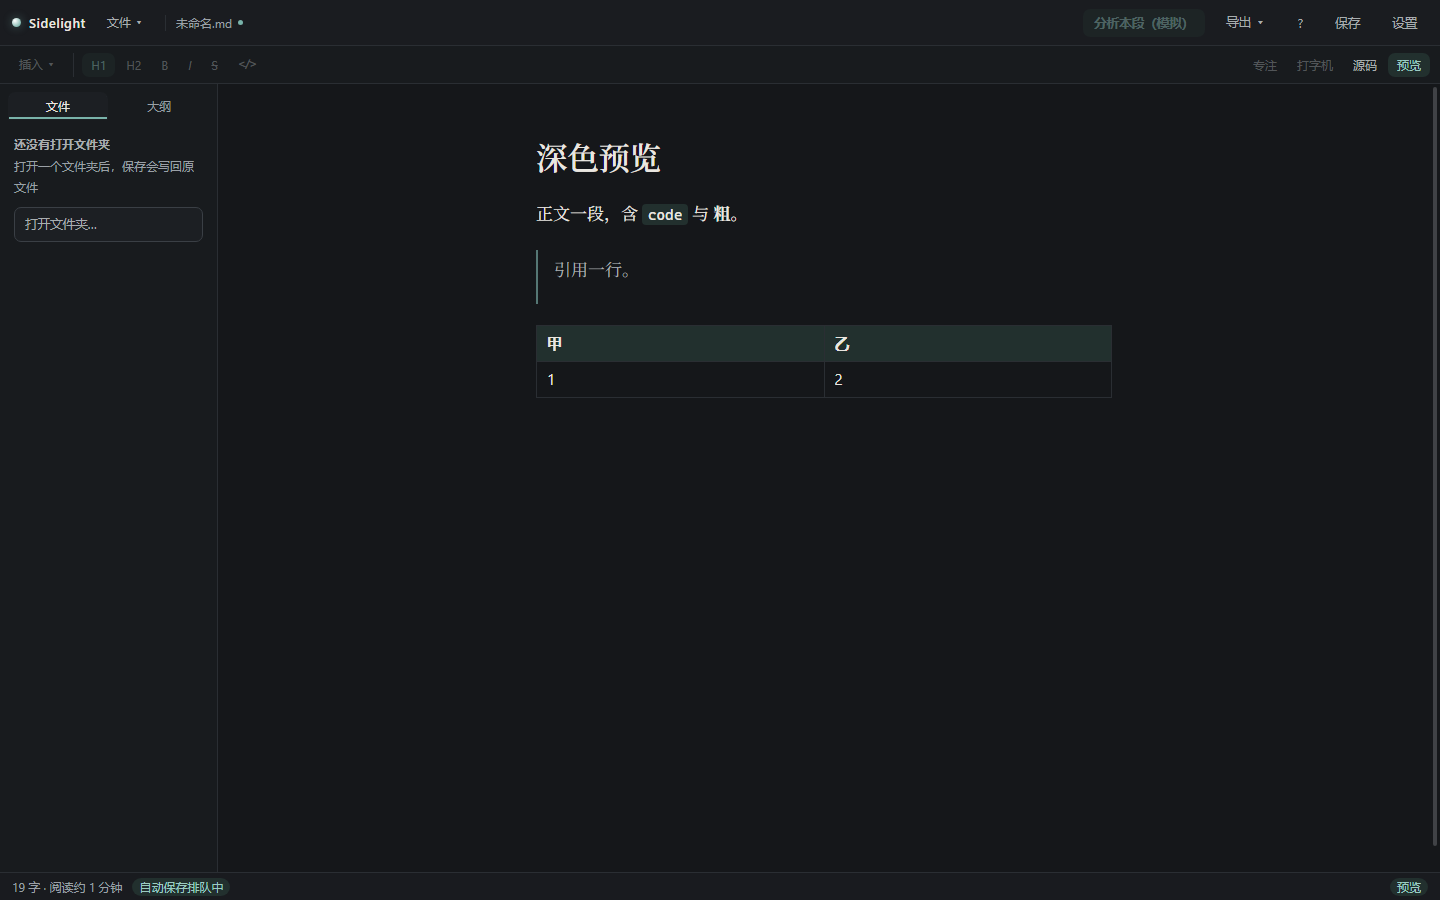 Sidelight 文件 未命名.md 分析本段（模拟） 导出 ? 保存 设置
插入 H1 H2 B I S </> 专注 打字机 源码 预览
文件 大纲
还没有打开文件夹
打开一个文件夹后，保存会写回原
文件
打开文件夹...
深色预览
正文一段，含 code 与 粗。
引用一行。
甲 乙
1 2
19 字 · 阅读约 1 分钟 自动保存排队中 预览